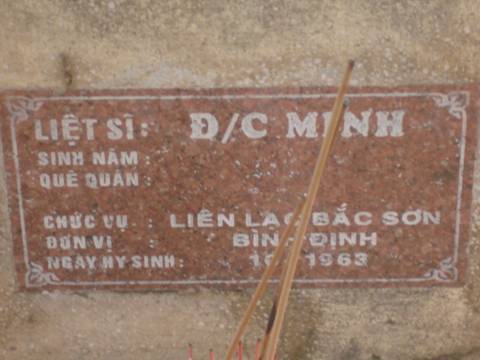 LIỆT SĨ: Đ/C MINH
SINH NĂM :
QUÊ QUÁN :
CHỨC VỤ : LIÊN LẠC BẮC SƠN
ĐƠN VỊ : BÌNH ĐỊNH
NGÀY HY SINH : 1963